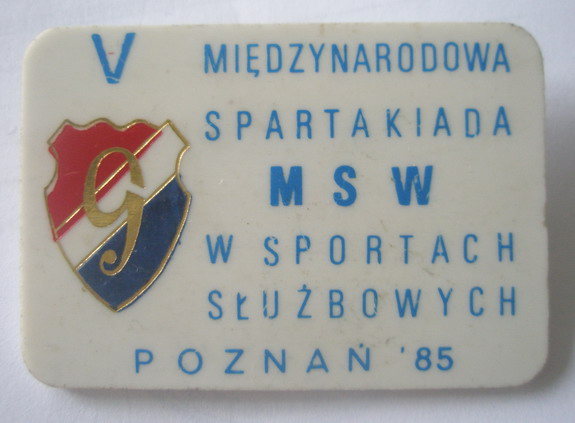 V MIĘDZYNARODOWA
SPARTAKIADA
MSW
W SPORTACH
SŁUŻBOWYCH
POZNAŃ '85
G